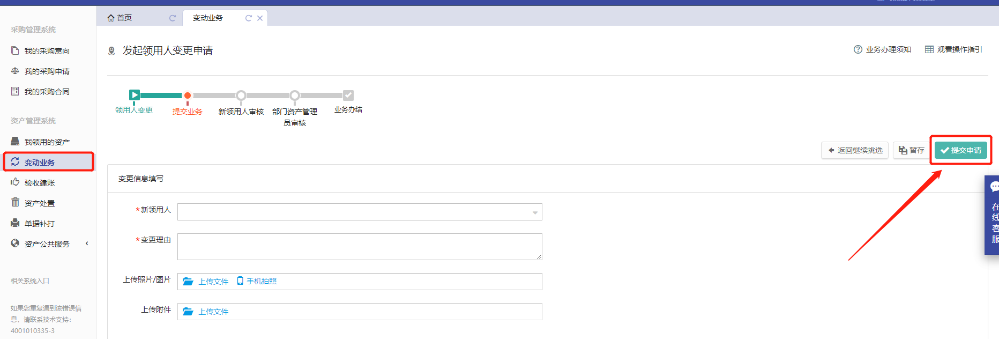 首页
变动业务
采购管理系统
我的采购意向
我的采购申请
我的采购合同
资产管理系统
我领用的资产
变动业务
验收建账
资产处置
单据补打
资产公共服务
相关系统入口
如果您重复遇到该错误信
息，请联系技术支持：
4001010335-3
发起领用人变更申请
业务办理须知
观看操作指引
领用人变更
提交业务
新领用人审核
部门资产管理
员审核
业务办结
返回继续挑选
暂存
提交申请
变更信息填写
*新领用人
*变更理由
上传照片/图片
上传文件
手机拍照
上传附件
上传文件
在
线
客
服